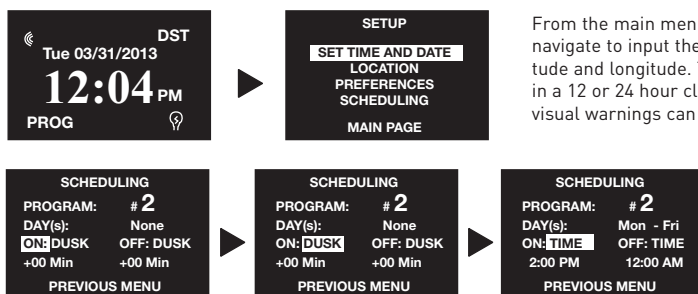 DST
Tue 03/31/2013
12:04 PM
PROG
SETUP
SET TIME AND DATE
LOCATION
PREFERENCES
SCHEDULING
MAIN PAGE
From the main men
navigate to input the
tude and longitude.
in a 12 or 24 hour cl
visual warnings can
SCHEDULING
PROGRAM: # 2
DAY(s): None
ON: DUSK OFF: DUSK
+00 Min +00 Min
PREVIOUS MENU
SCHEDULING
PROGRAM: # 2
DAY(s): None
ON: DUSK OFF: DUSK
+00 Min +00 Min
PREVIOUS MENU
SCHEDULING
PROGRAM: # 2
DAY(s): Mon - Fri
ON: TIME OFF: TIME
2:00 PM 12:00 AM
PREVIOUS MENU